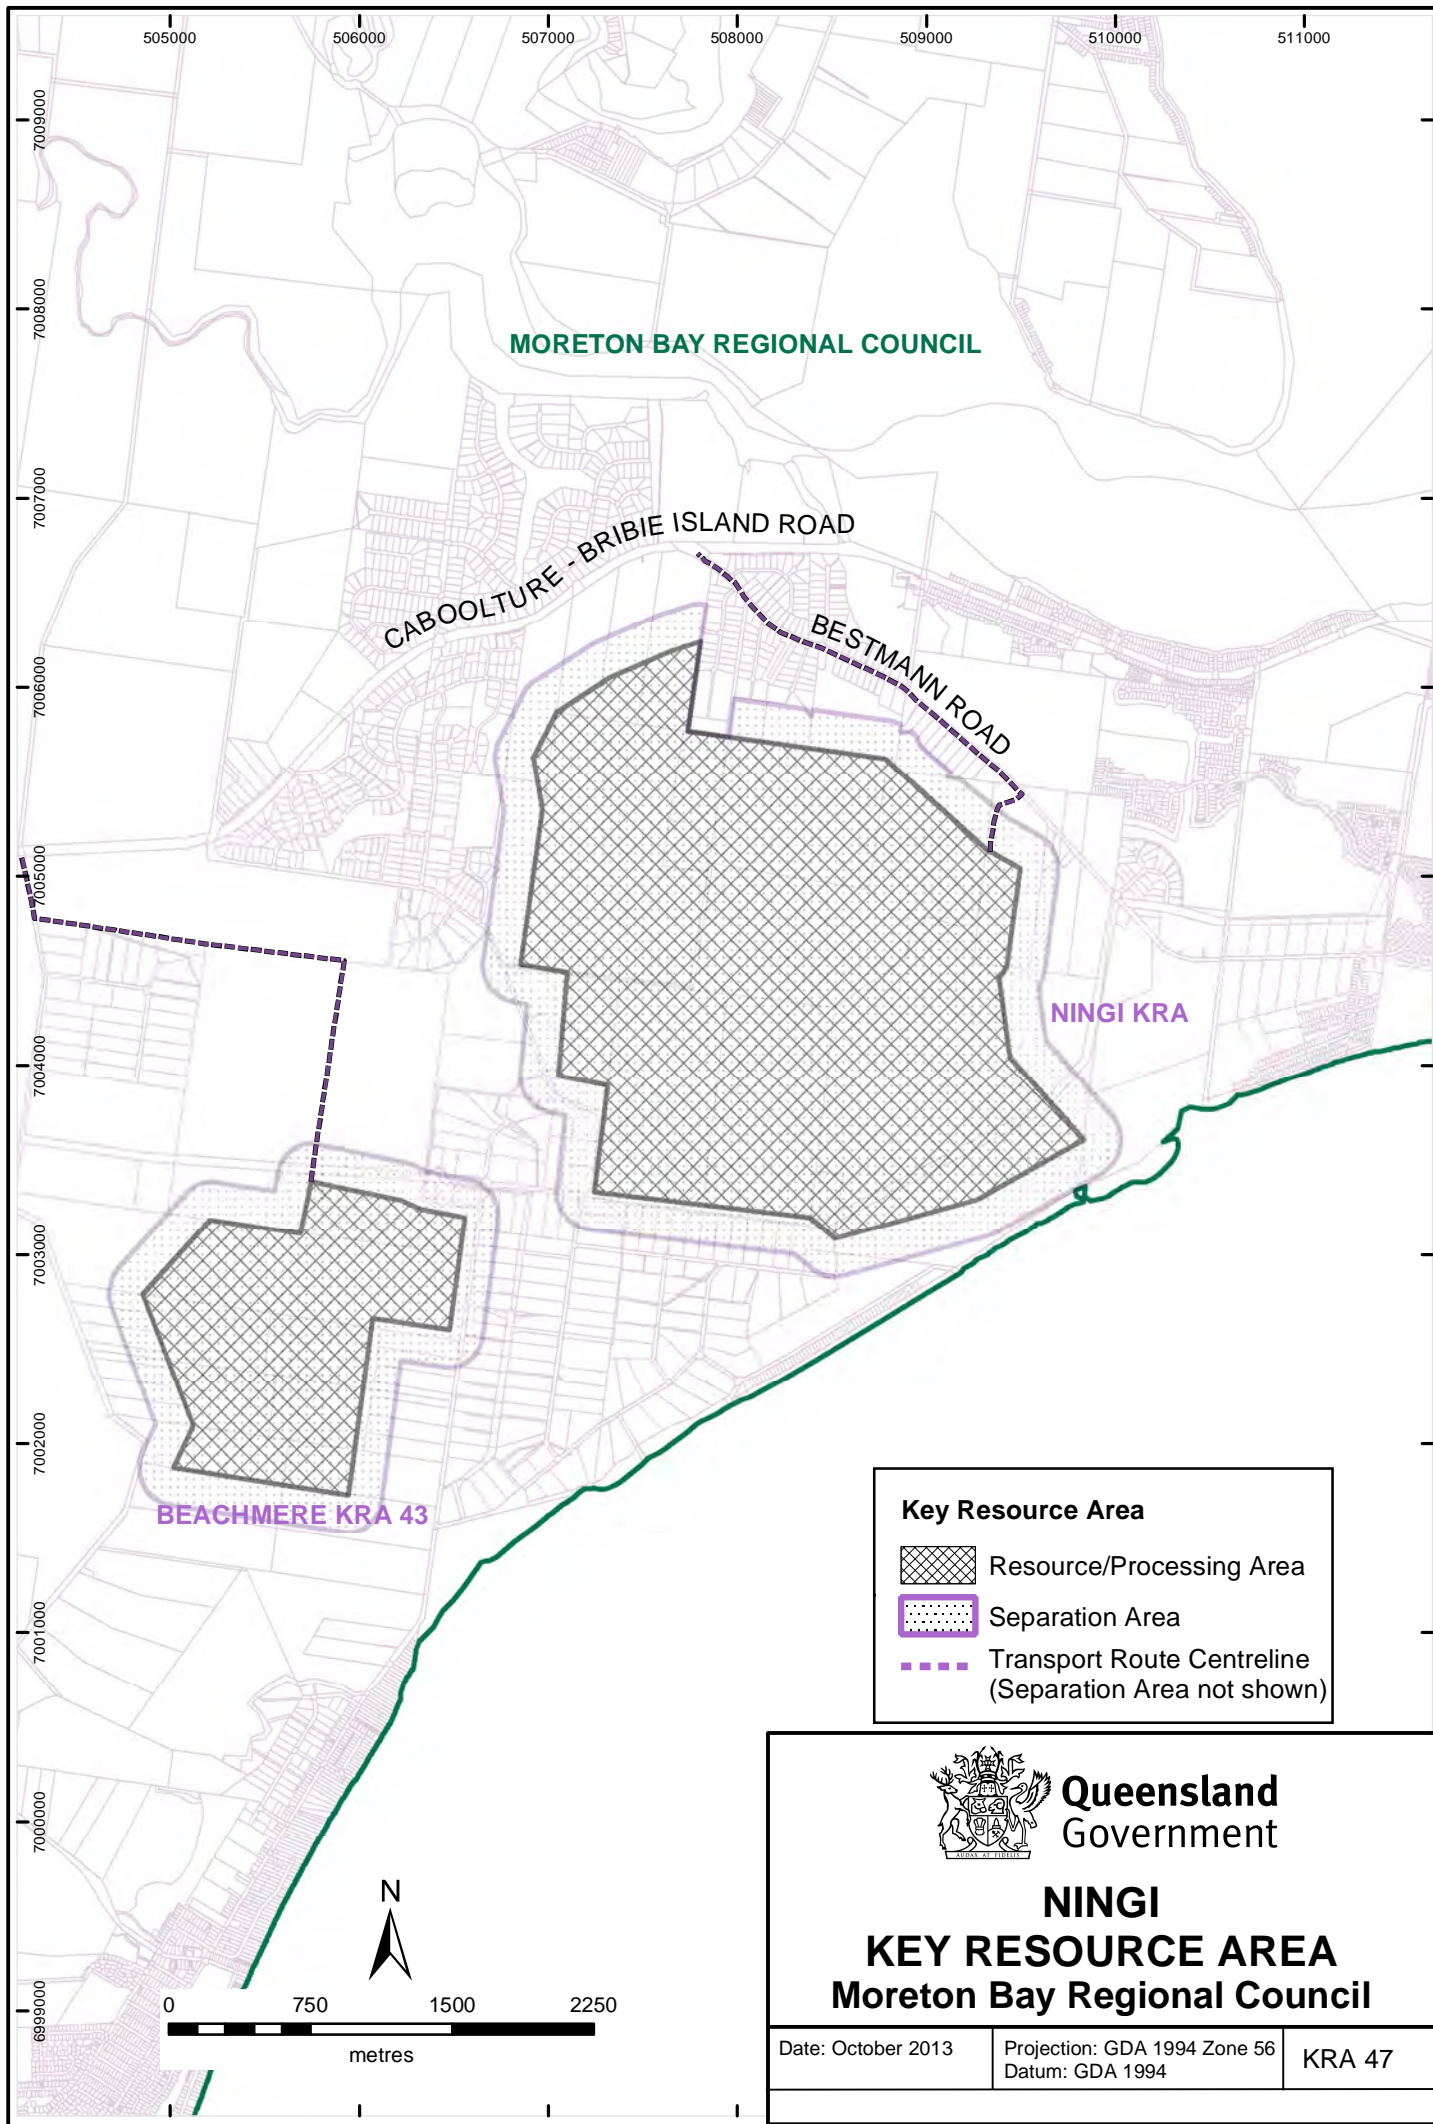 505000
506000
507000
508000
509000
510000
511000
7009000
7008000
7007000
7006000
7005000
7004000
7003000
7002000
7001000
7000000
6999000
MORETON BAY REGIONAL COUNCIL
CABOOLTURE - BRIBIE ISLAND ROAD
BESTMANN ROAD
NINGI KRA
BEACHMERE KRA 43
Key Resource Area
Resource/Processing Area
Separation Area
Transport Route Centreline
(Separation Area not shown)
N
0 750 1500 2250
metres
AUDAX AT FIDELIS
Queensland
Government
NINGI
KEY RESOURCE AREA
Moreton Bay Regional Council
Date: October 2013
Projection: GDA 1994 Zone 56
Datum: GDA 1994
KRA 47